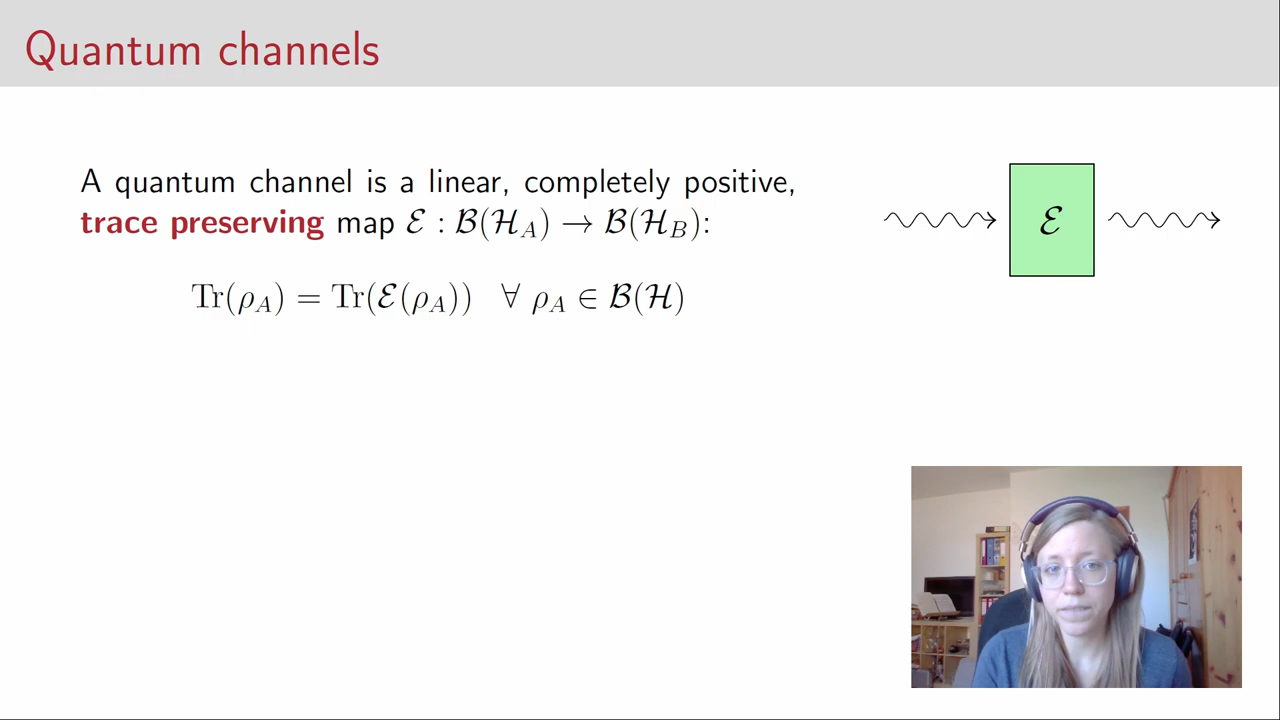 Quantum channels
A quantum channel is a linear, completely positive,
trace preserving map ℰ : ℬ(ℋ_A) → ℬ(ℋ_B):
Tr(ρ_A) = Tr(ℰ(ρ_A)) ∀ ρ_A ∈ ℬ(ℋ)
ℰ